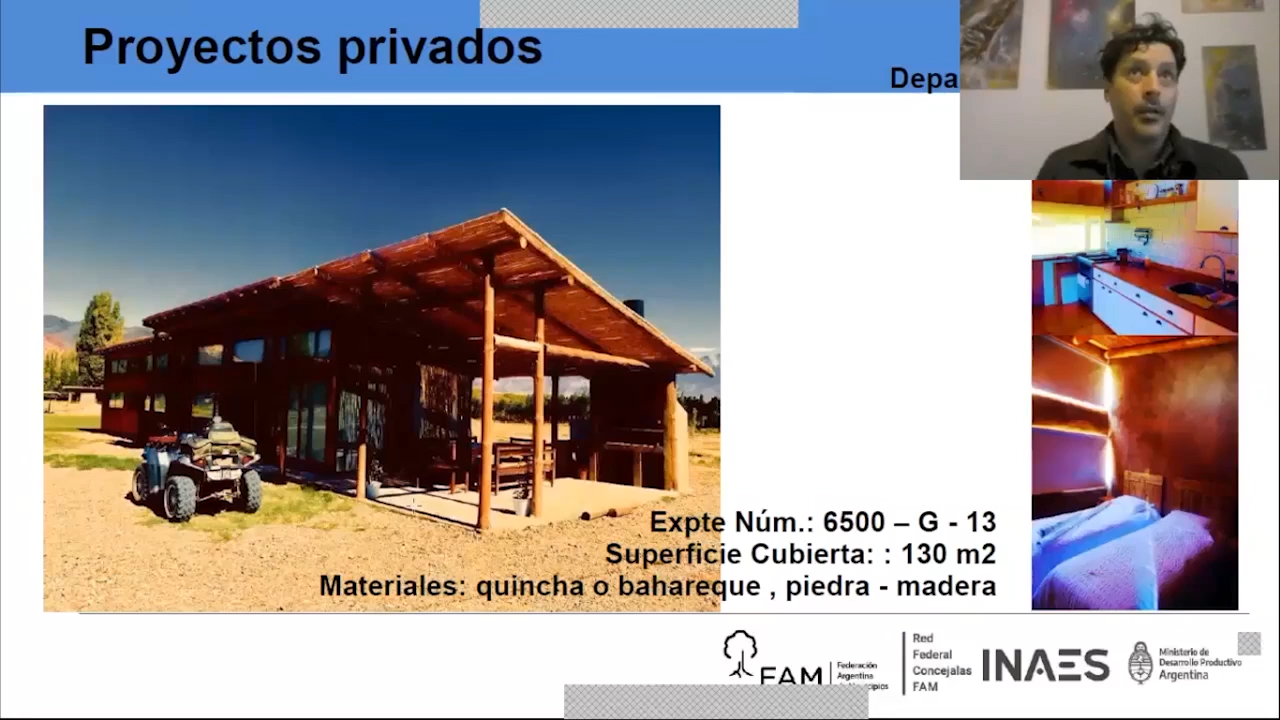 Proyectos privados
Expte Núm.: 6500 – G - 13
Superficie Cubierta: : 130 m2
Materiales: quincha o bahareque , piedra - madera
FAM
Federación
Argentina
Red
Federal
Concejalas
FAM
INAES
Ministerio de
Desarrollo Productivo
Argentina